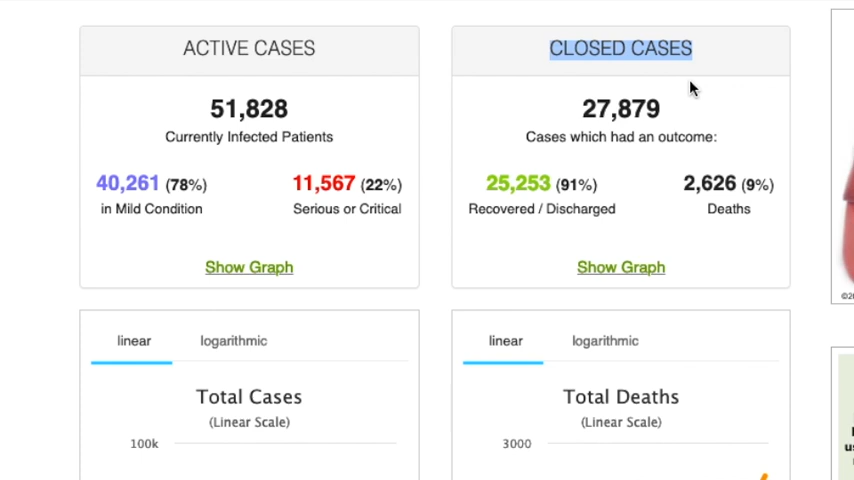 ACTIVE CASES
51,828
Currently Infected Patients
40,261 (78%)
in Mild Condition
11,567 (22%)
Serious or Critical
Show Graph
CLOSED CASES
27,879
Cases which had an outcome:
25,253 (91%)
Recovered / Discharged
2,626 (9%)
Deaths
Show Graph
linear
logarithmic
Total Cases
(Linear Scale)
100k
linear
logarithmic
Total Deaths
(Linear Scale)
3000